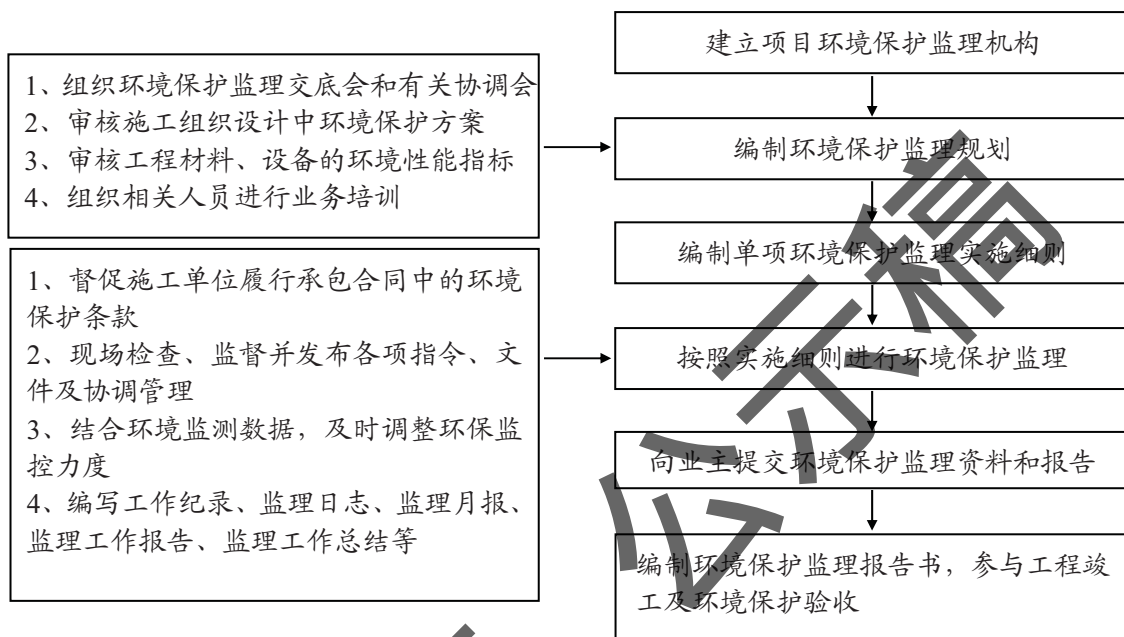 建立项目环境保护监理机构
1、组织环境保护监理交底会和有关协调会
2、审核施工组织设计中环境保护方案
3、审核工程材料、设备的环境性能指标
4、组织相关人员进行业务培训
编制环境保护监理规划
编制单项环境保护监理实施细则
1、督促施工单位履行承包合同中的环境
保护条款
2、现场检查、监督并发布各项指令、文
件及协调管理
3、结合环境监测数据，及时调整环保监
控力度
4、编写工作纪录、监理日志、监理月报、
监理工作报告、监理工作总结等
按照实施细则进行环境保护监理
向业主提交环境保护监理资料和报告
编制环境保护监理报告书，参与工程竣
工及环境保护验收
公示稿